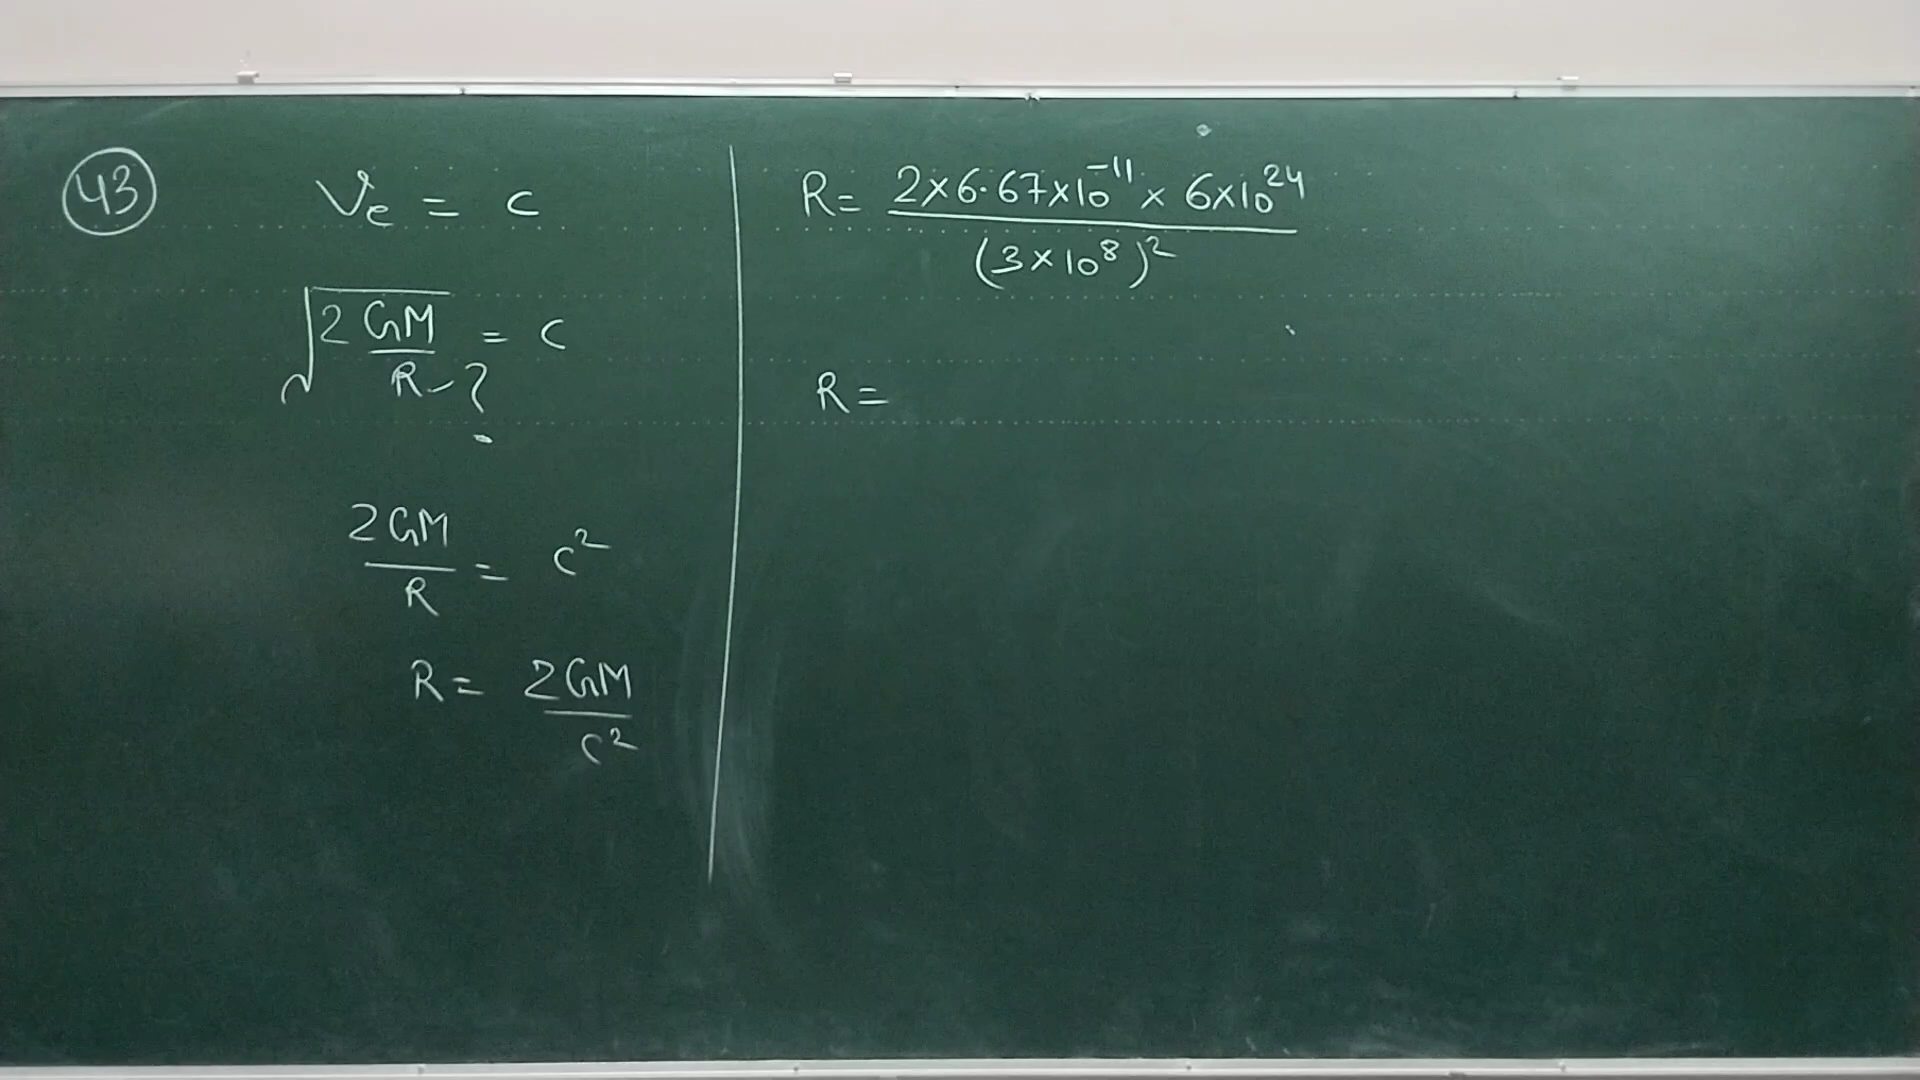 43
Ve = c
√(2GM/R) = c
R - ?
2GM/R = c²
R = 2GM/c²
R = 2×6.67×10⁻¹¹ × 6×10²⁴ / (3×10⁸)²
R =